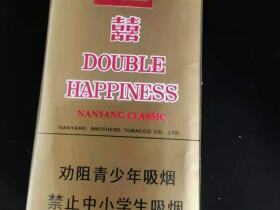 囍
DOUBLE
HAPPINESS
NANYANG CLASSIC
NANYANG BROTHERS TOBACCO CO., LTD.
劝阻青少年吸烟
禁止中小学生吸烟